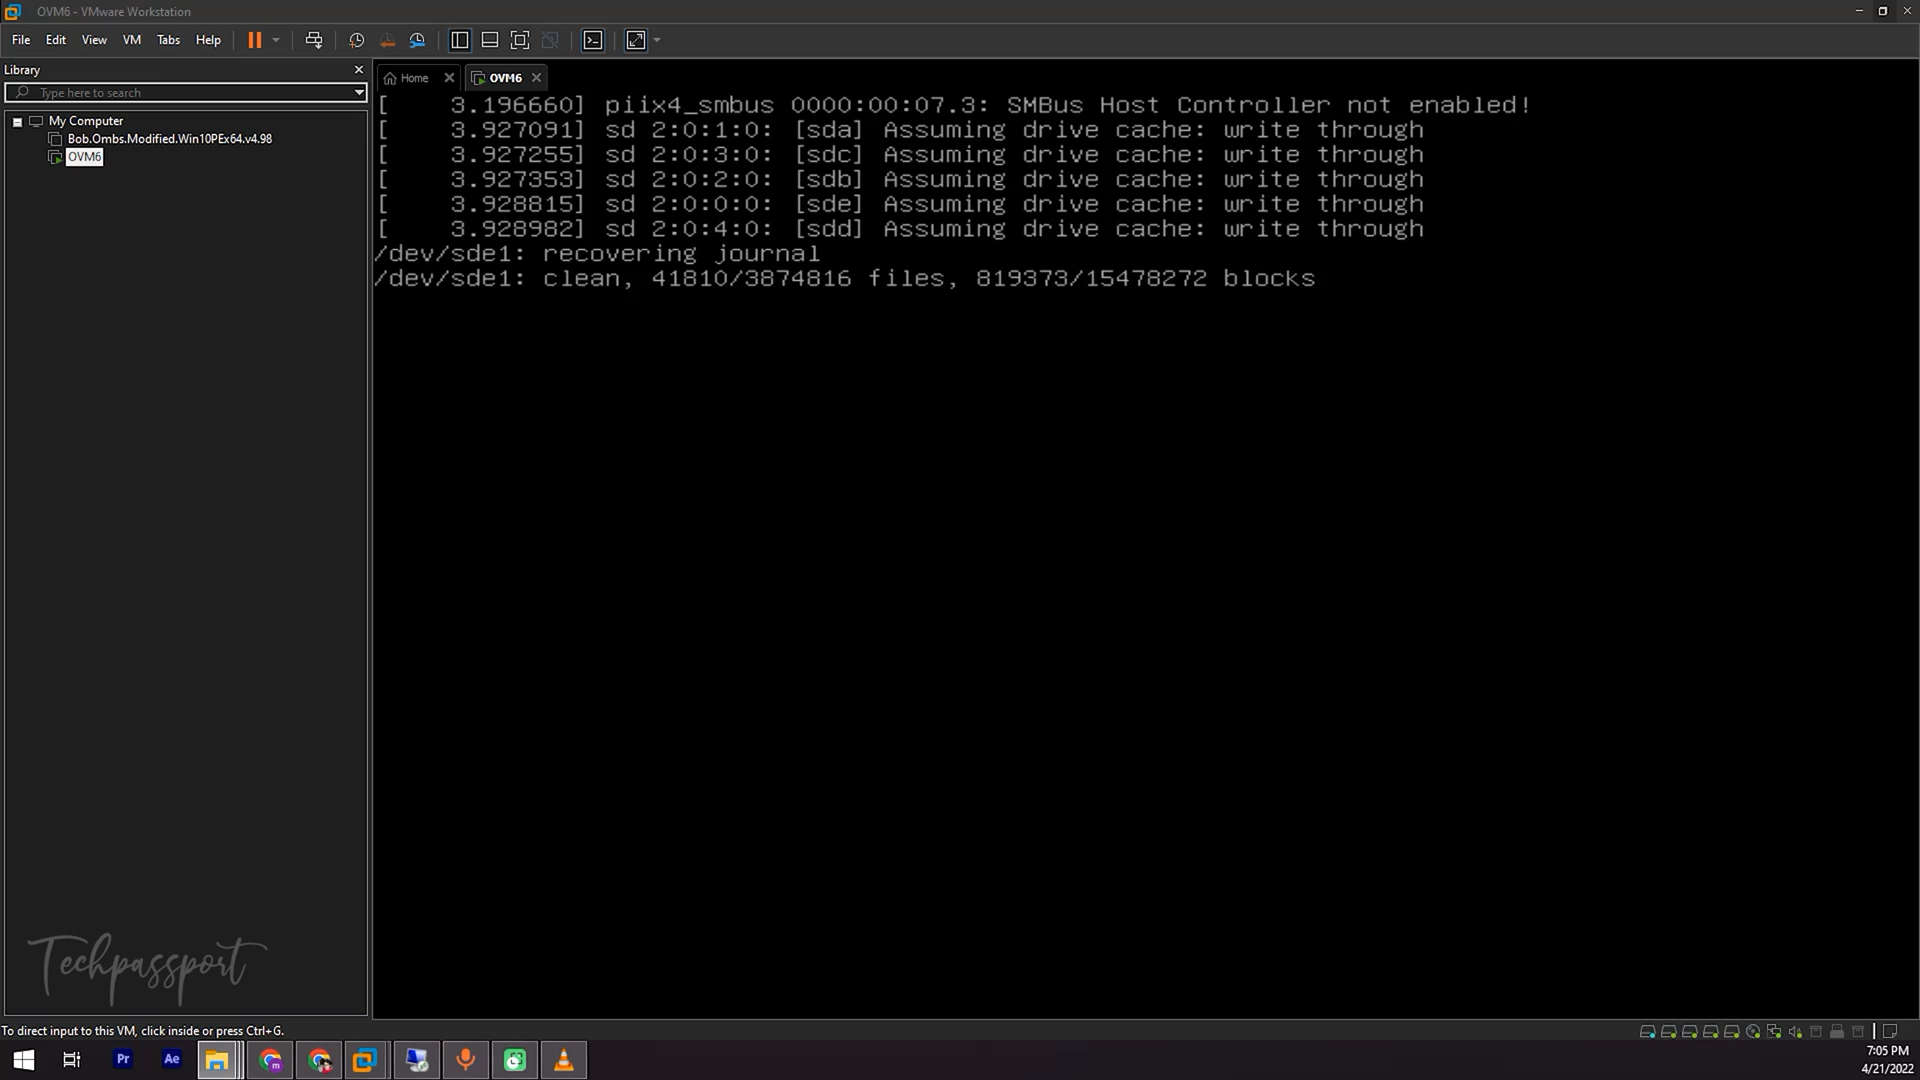 OVM6 - VMware Workstation
File Edit View VM Tabs Help
Library
Type here to search
My Computer
Bob.Ombs.Modified.Win10PEx64.v4.98
OVM6
Home
OVM6
[    3.196660] piix4_smbus 0000:00:07.3: SMBus Host Controller not enabled!
[    3.927091] sd 2:0:1:0: [sda] Assuming drive cache: write through
[    3.927255] sd 2:0:3:0: [sdc] Assuming drive cache: write through
[    3.927353] sd 2:0:2:0: [sdb] Assuming drive cache: write through
[    3.928815] sd 2:0:0:0: [sde] Assuming drive cache: write through
[    3.928982] sd 2:0:4:0: [sdd] Assuming drive cache: write through
/dev/sde1: recovering journal
/dev/sde1: clean, 41810/3874816 files, 819373/15478272 blocks
Techpassport
To direct input to this VM, click inside or press Ctrl+G.
Pr
Ae
m
7:05 PM
4/21/2022